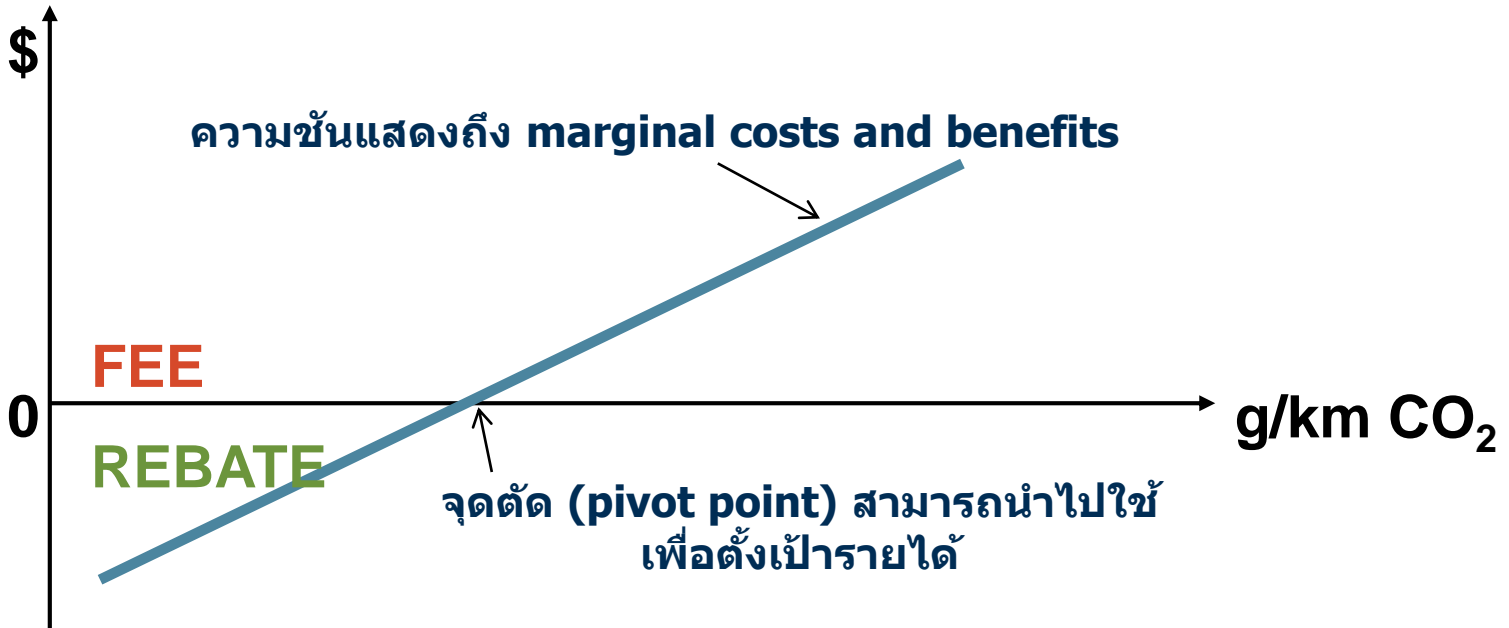 $
ความชันแสดงถึง marginal costs and benefits
FEE
0
g/km CO₂
REBATE
จุดตัด (pivot point) สามารถนำไปใช้
เพื่อตั้งเป้ารายได้